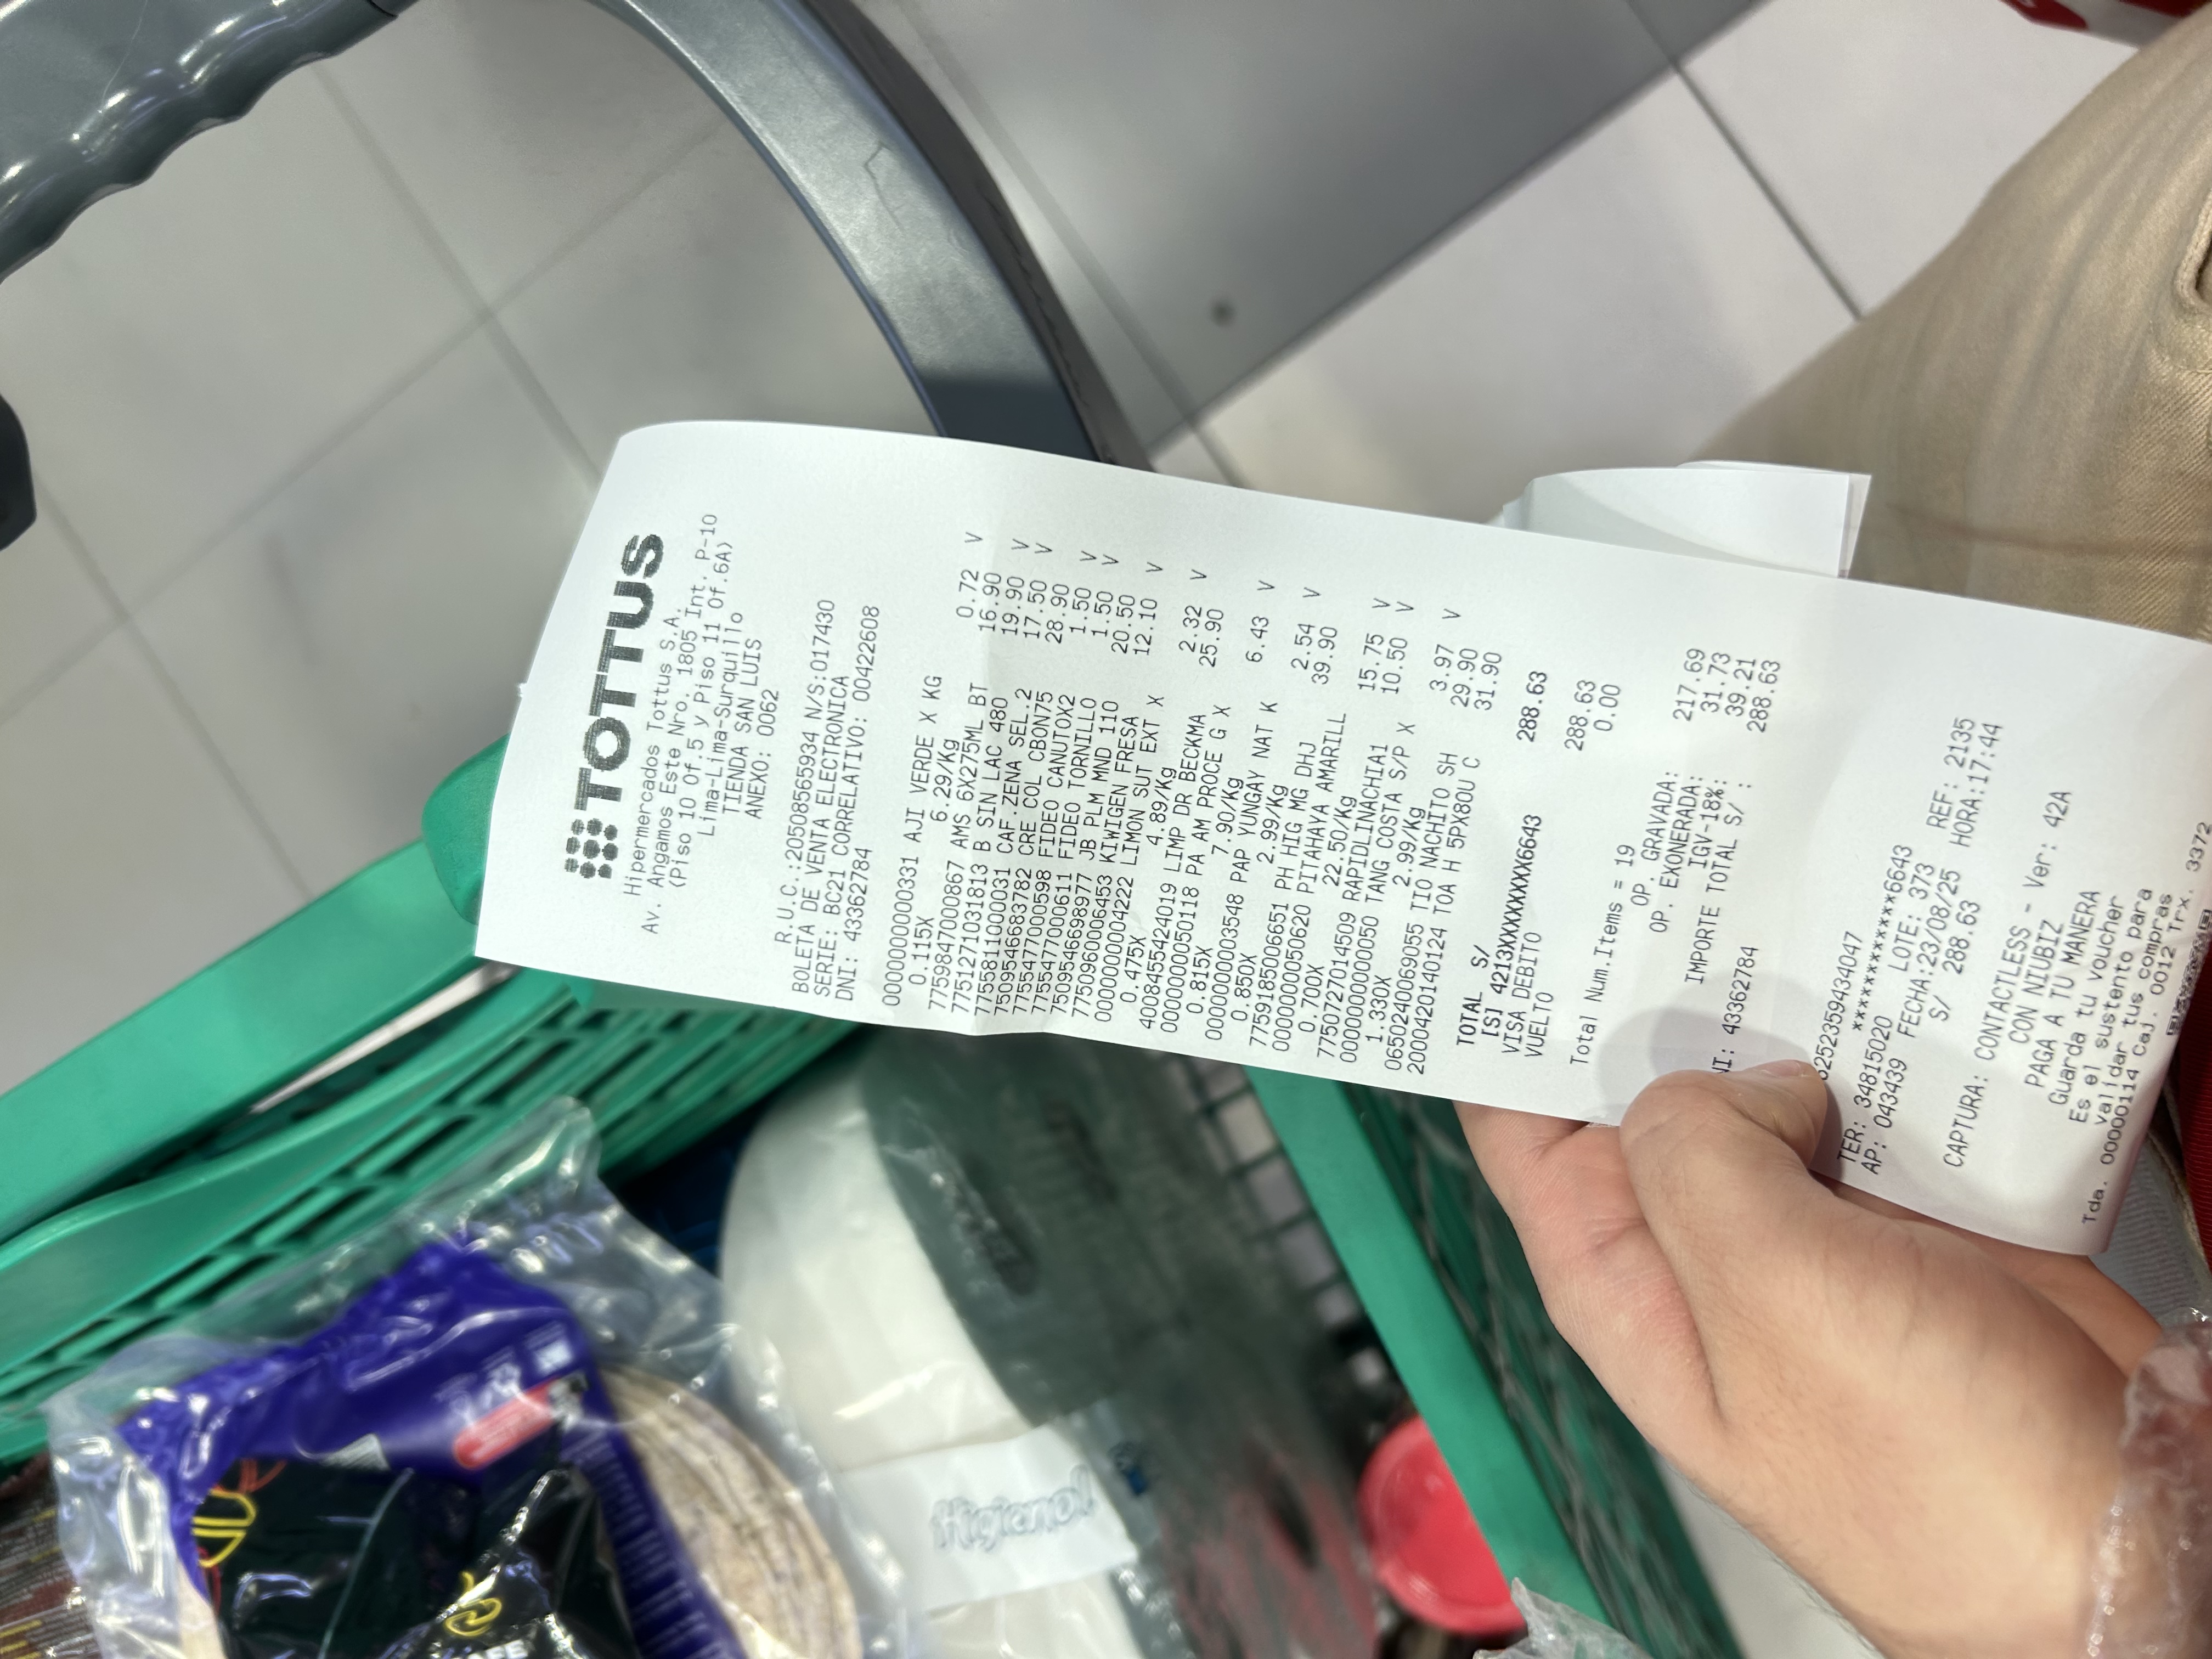 TOTTUS
Hipermercados Tottus S.A.
Av. Angamos Este Nro. 1805 Int. P-10
(Piso 10 Of.5 y Piso 11 Of.6A)
Lima-Lima-Surquillo
TIENDA SAN LUIS
ANEXO: 0062
R.U.C.:20508565934 N/S:017430
BOLETA DE VENTA ELECTRONICA
SERIE: BC21 CORRELATIVO: 00422608
DNI: 43362784
0000000000331 AJI VERDE X KG
0.115X 6.29/Kg 0.72 V
7759847000867 AMS 6X275ML BT 16.90
7751271031813 B SIN LAC 480 19.90 V
7755811000031 CAF.ZENA SEL.2 17.50 V
7509546683782 CRE COL CBON75 28.90
7755477000598 FIDEO CANUTOX2 1.50 V
7755477000611 FIDEO TORNILLO 1.50 V
7509546698977 JB PLM MND 110 20.50
7750960006453 KIWIGEN FRESA 12.10 V
0000000004222 LIMON SUT EXT X
0.475X 4.89/Kg 2.32 V
4008455424019 LIMP DR BECKMA 25.90
0000000050118 PA AM PROCE G X
0.815X 7.90/Kg 6.43 V
0000000003548 PAP YUNGAY NAT K
0.850X 2.99/Kg 2.54 V
7759185006651 PH HIG MG DHJ 39.90
0000000050620 PITAHAYA AMARILL
0.700X 22.50/Kg 15.75 V
7750727014509 RAPIDLINACHIA1 10.50 V
0000000000050 TANG COSTA S/P X
1.330X 2.99/Kg 3.97 V
0650240069055 TIO NACHITO SH 29.90
2000420140124 TOA H 5PX80U C 31.90
TOTAL S/ 288.63
[S] 4213XXXXXXXX6643
VISA DEBITO 288.63
VUELTO 0.00
Total Num.Items = 19
OP. GRAVADA: 217.69
OP. EXONERADA: 31.73
IGV-18%: 39.21
IMPORTE TOTAL S/ : 288.63
NI: 43362784
6252359434047
************6643
TER: 34815020 LOTE: 373 REF: 2135
AP: 043439 FECHA:23/08/25 HORA:17:44
S/ 288.63
CAPTURA: CONTACTLESS - Ver: 42A
CON NIUBIZ
PAGA A TU MANERA
Guarda tu voucher
Es el sustento para
validar tus compras
Tda. 00000114 Caj. 0012 Trx. 3372